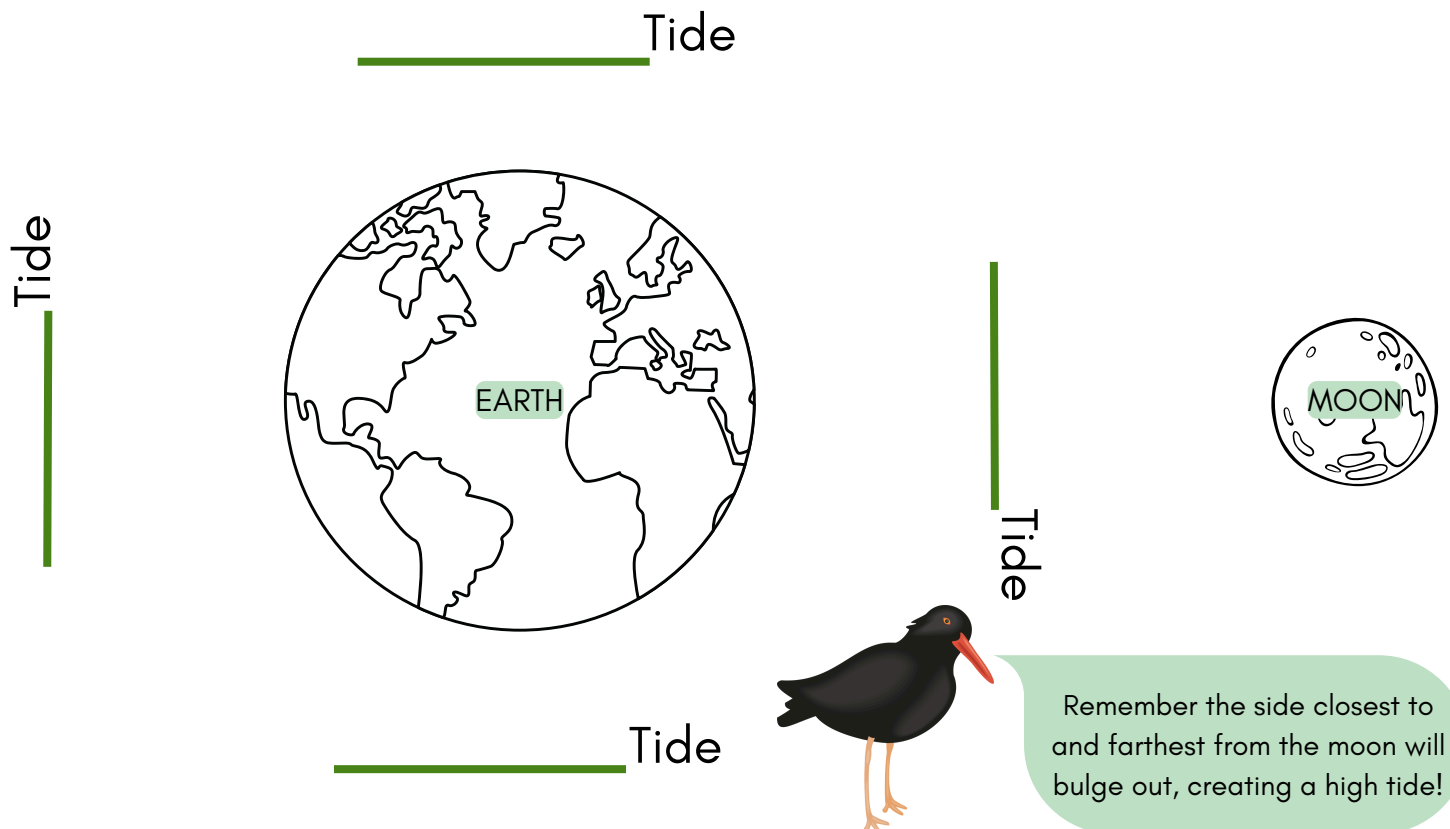 Tide
Tide
EARTH
MOON
Tide
Tide
Remember the side closest to
and farthest from the moon will
bulge out, creating a high tide!